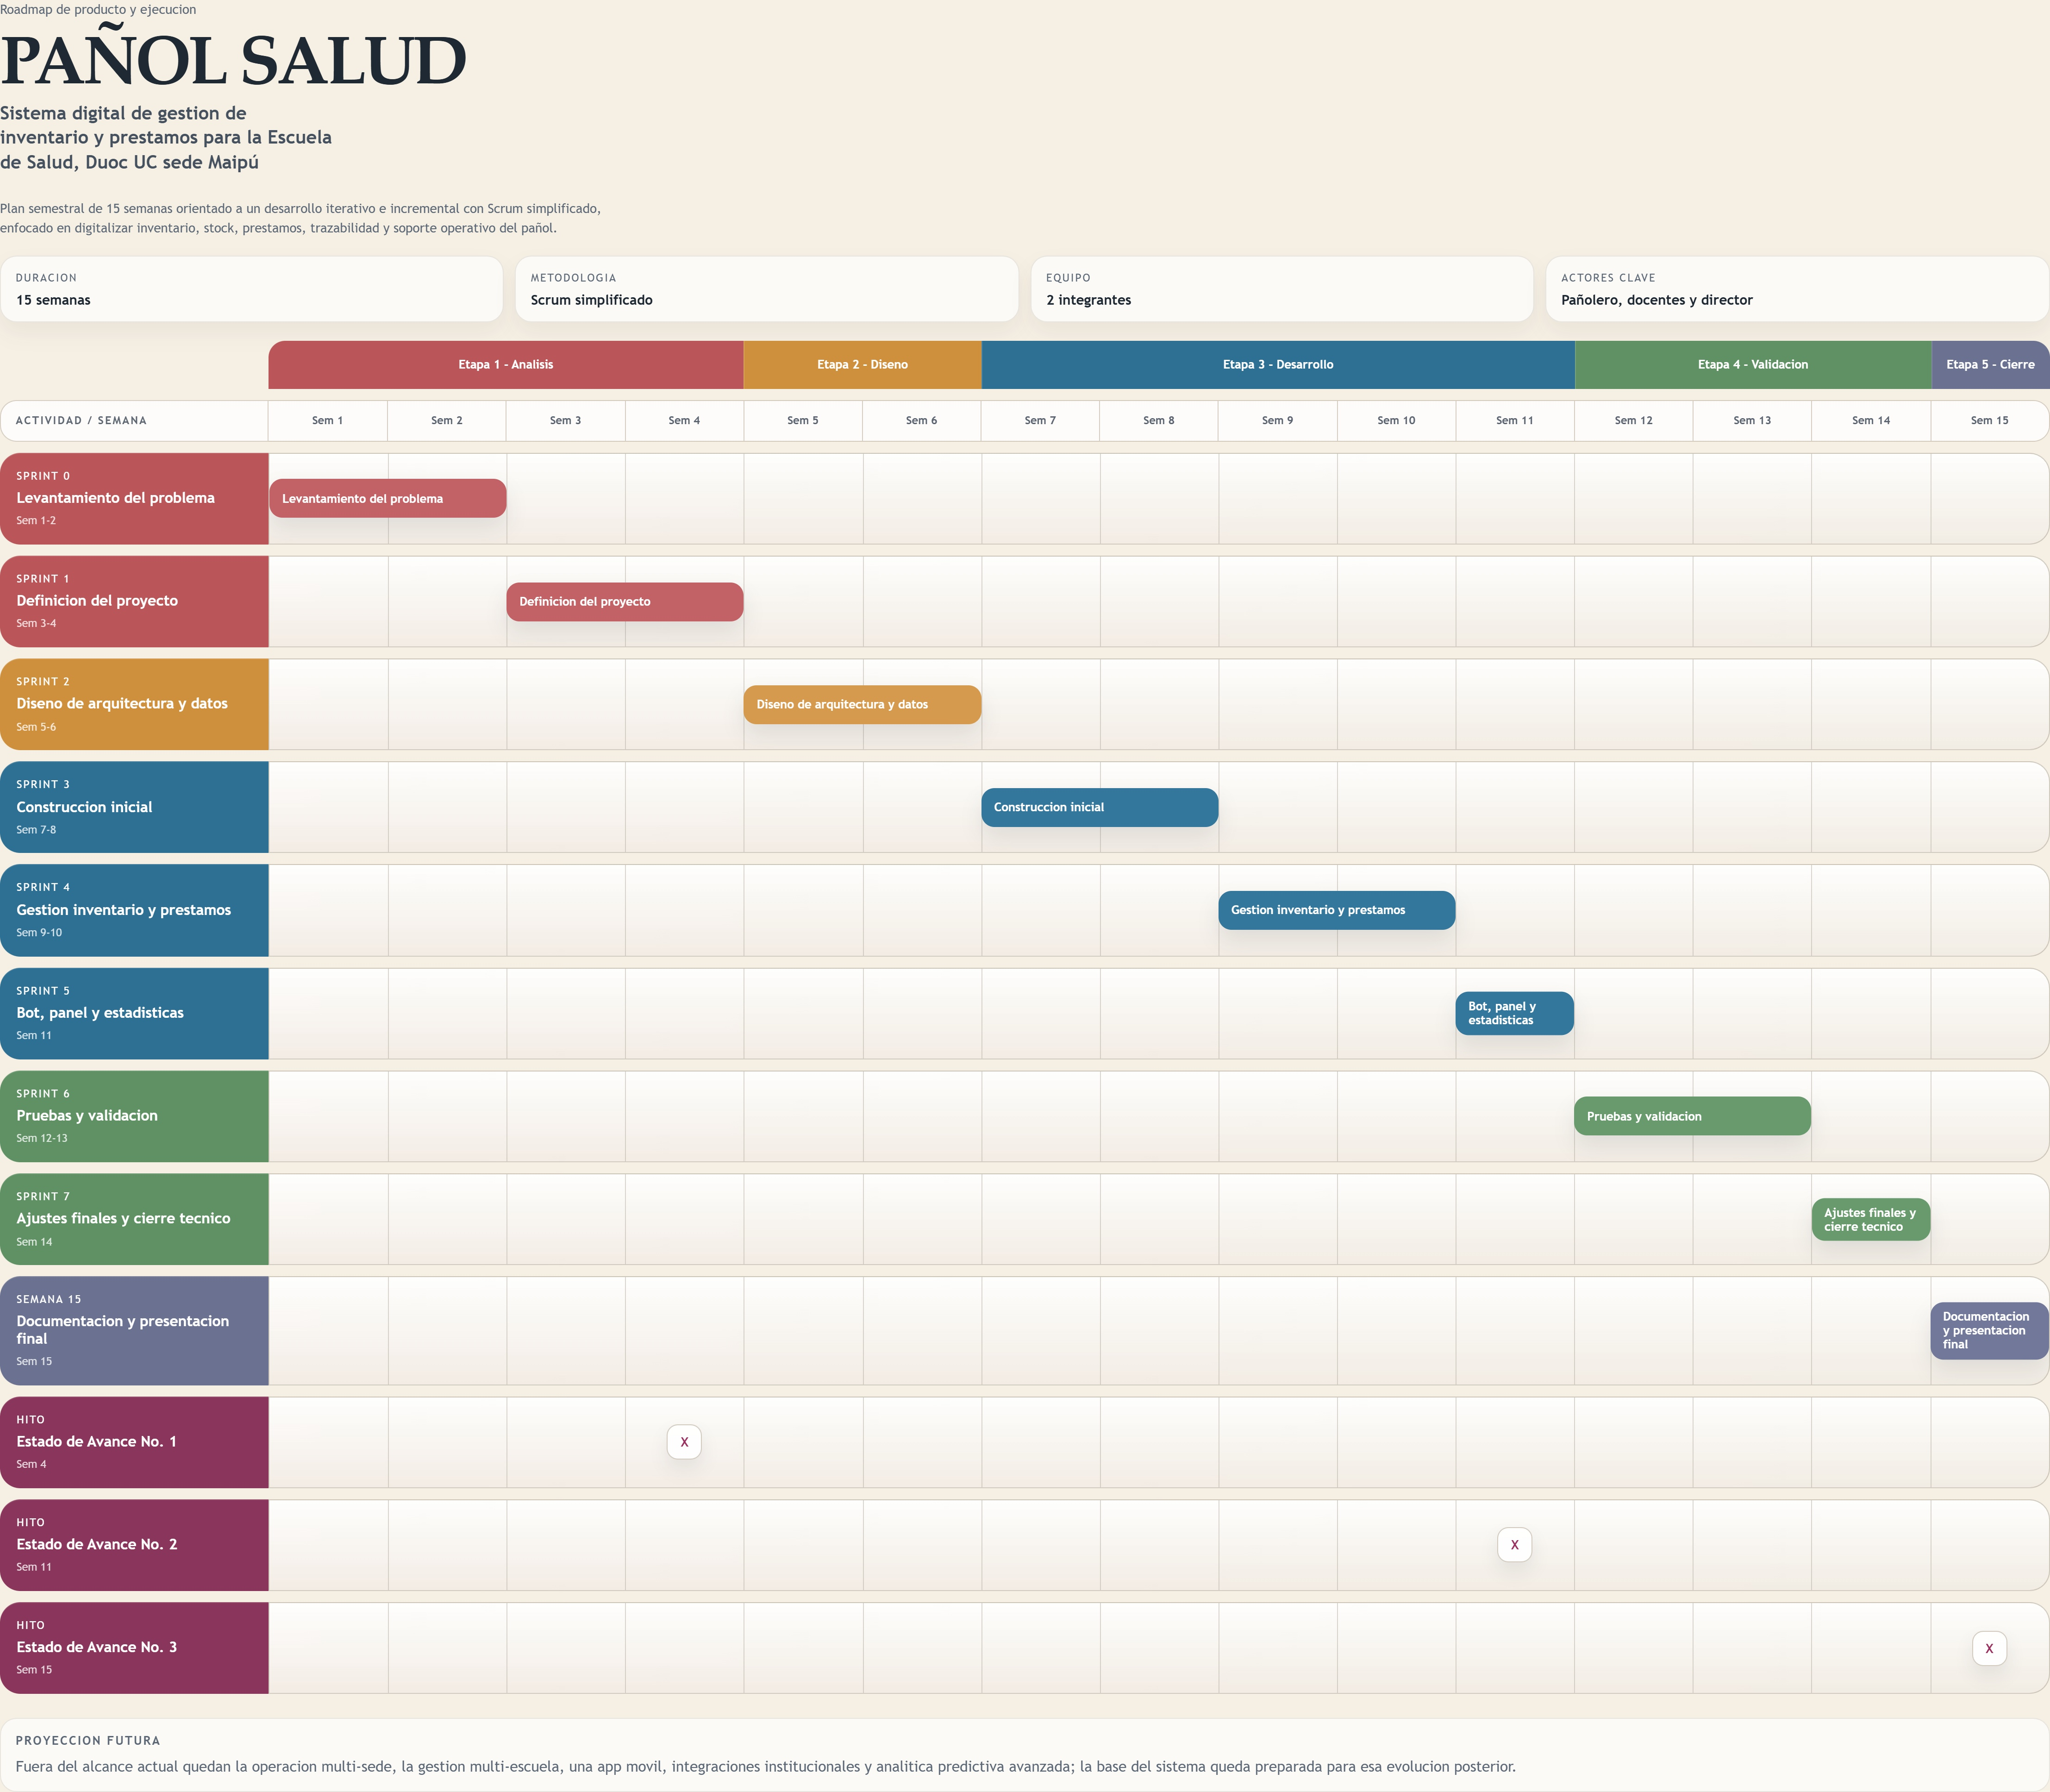 Roadmap de producto y ejecucion
PAÑOL SALUD
Sistema digital de gestion de
inventario y prestamos para la Escuela
de Salud, Duoc UC sede Maipú
Plan semestral de 15 semanas orientado a un desarrollo iterativo e incremental con Scrum simplificado,
enfocado en digitalizar inventario, stock, prestamos, trazabilidad y soporte operativo del pañol.
DURACION
15 semanas
METODOLOGIA
Scrum simplificado
EQUIPO
2 integrantes
ACTORES CLAVE
Pañolero, docentes y director
Etapa 1 - Analisis
Etapa 2 - Diseno
Etapa 3 - Desarrollo
Etapa 4 - Validacion
Etapa 5 - Cierre
ACTIVIDAD / SEMANA
Sem 1
Sem 2
Sem 3
Sem 4
Sem 5
Sem 6
Sem 7
Sem 8
Sem 9
Sem 10
Sem 11
Sem 12
Sem 13
Sem 14
Sem 15
SPRINT 0
Levantamiento del problema
Sem 1-2
Levantamiento del problema
SPRINT 1
Definicion del proyecto
Sem 3-4
Definicion del proyecto
SPRINT 2
Diseno de arquitectura y datos
Sem 5-6
Diseno de arquitectura y datos
SPRINT 3
Construccion inicial
Sem 7-8
Construccion inicial
SPRINT 4
Gestion inventario y prestamos
Sem 9-10
Gestion inventario y prestamos
SPRINT 5
Bot, panel y estadisticas
Sem 11
Bot, panel y
estadisticas
SPRINT 6
Pruebas y validacion
Sem 12-13
Pruebas y validacion
SPRINT 7
Ajustes finales y cierre tecnico
Sem 14
Ajustes finales y
cierre tecnico
SEMANA 15
Documentacion y presentacion
final
Sem 15
Documentacion
y presentacion
final
HITO
Estado de Avance No. 1
Sem 4
X
HITO
Estado de Avance No. 2
Sem 11
X
HITO
Estado de Avance No. 3
Sem 15
X
PROYECCION FUTURA
Fuera del alcance actual quedan la operacion multi-sede, la gestion multi-escuela, una app movil, integraciones institucionales y analitica predictiva avanzada; la base del sistema queda preparada para esa evolucion posterior.